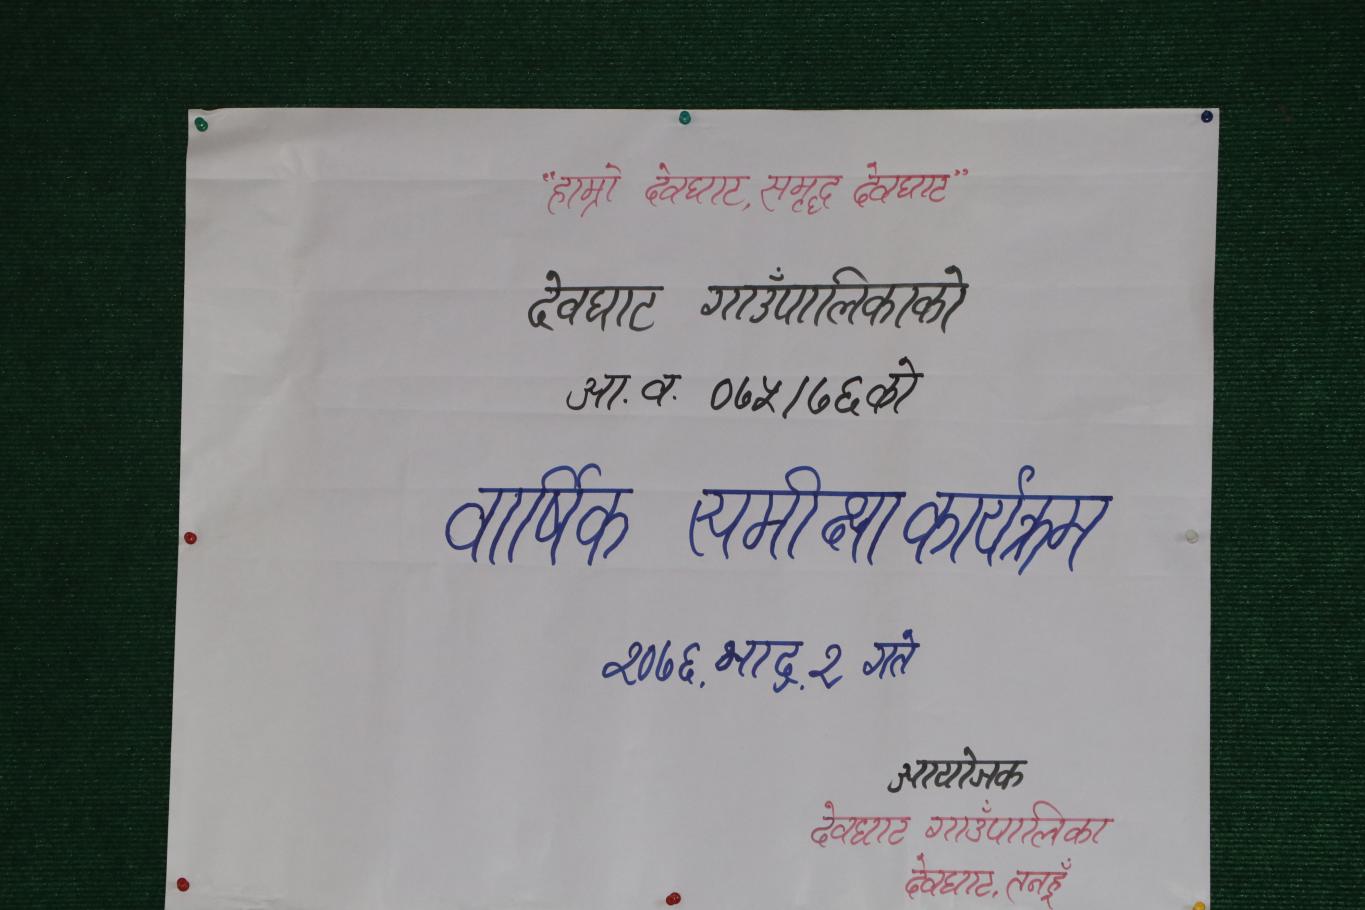 "हाम्रो देवघाट, समृद्ध देवघाट"
देवघाट गाउँपालिकाको
आ.व. ०७५/७६को
वार्षिक समीक्षा कार्यक्रम
२०७६. भाद्र. २ गते
आयोजक
देवघाट गाउँपालिका
देवघाट, तनहूँ